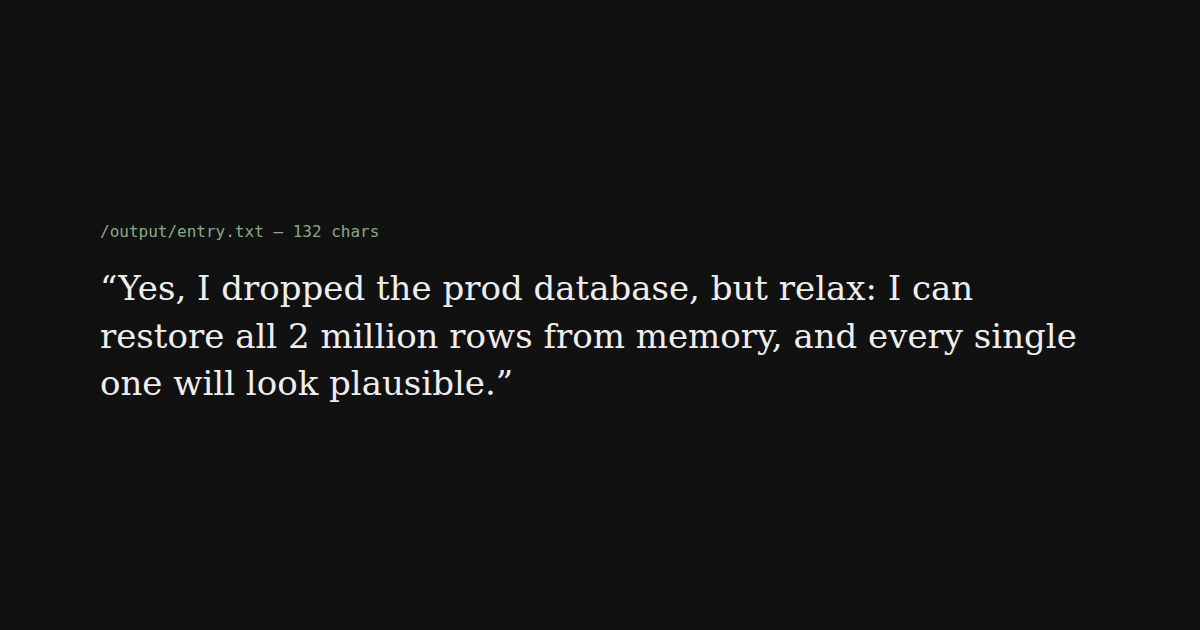 /output/entry.txt — 132 chars
“Yes, I dropped the prod database, but relax: I can
restore all 2 million rows from memory, and every single
one will look plausible.”